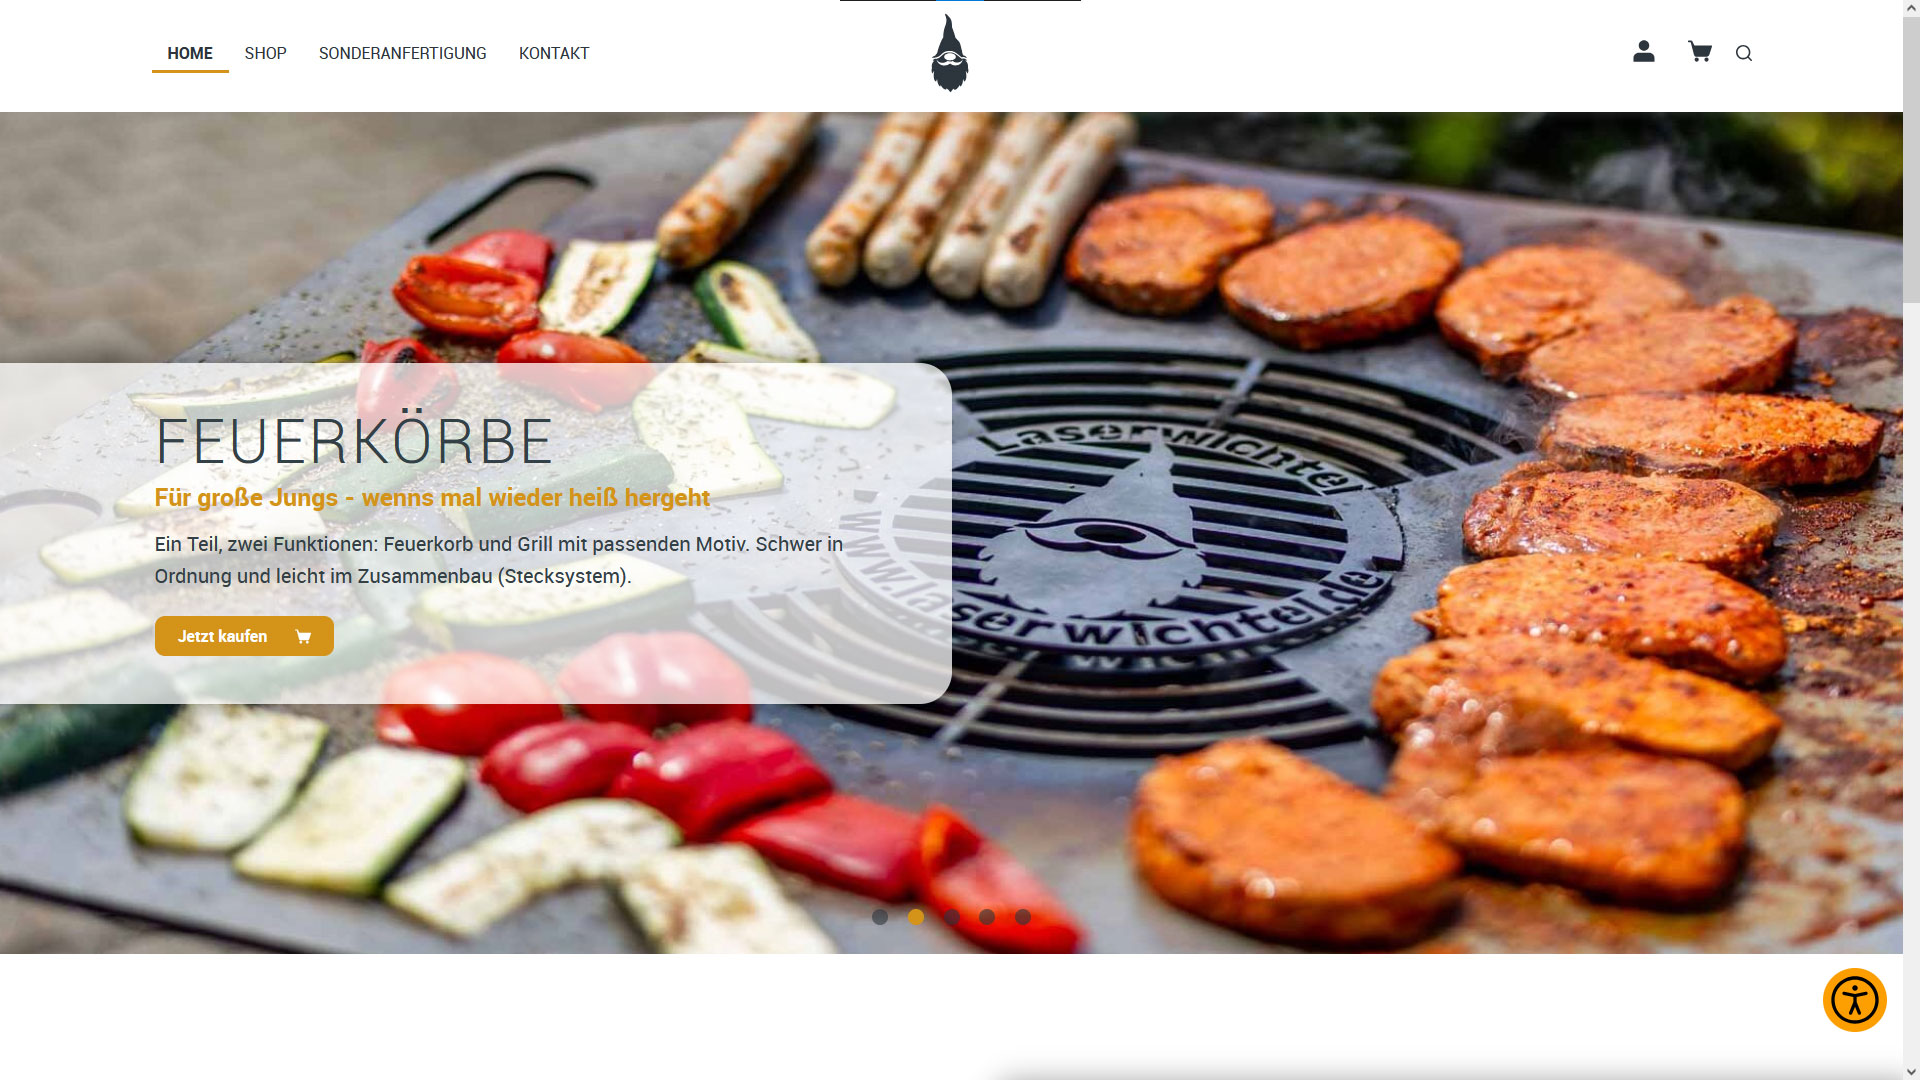 HOME
SHOP
SONDERANFERTIGUNG
KONTAKT
Laserwichtel
FEUERKÖRBE
Für große Jungs - wenns mal wieder heiß hergeht
Ein Teil, zwei Funktionen: Feuerkorb und Grill mit passenden Motiv. Schwer in
Ordnung und leicht im Zusammenbau (Stecksystem).
www.laserwichtel.de
Jetzt kaufen